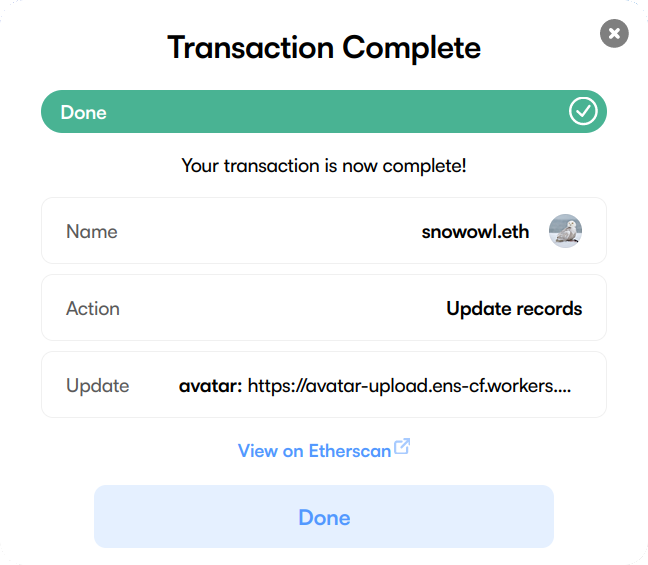 Transaction Complete
Done
Your transaction is now complete!
Name snowowl.eth
Action Update records
Update avatar: https://avatar-upload.ens-cf.workers....
View on Etherscan
Done